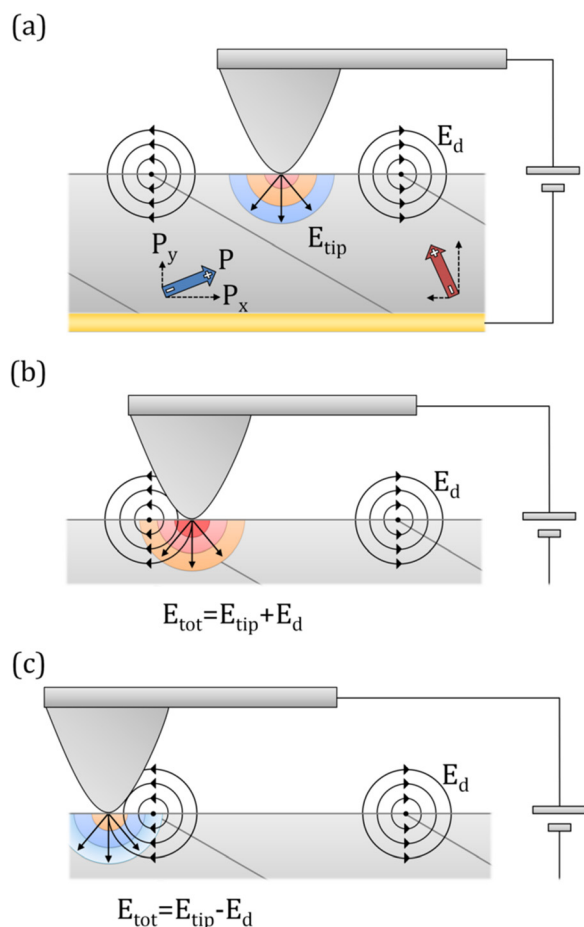 (a)
E_d
E_tip
P_y
P
P_x
+
-
+
-
(b)
E_d
E_tot=E_tip+E_d
(c)
E_d
E_tot=E_tip-E_d